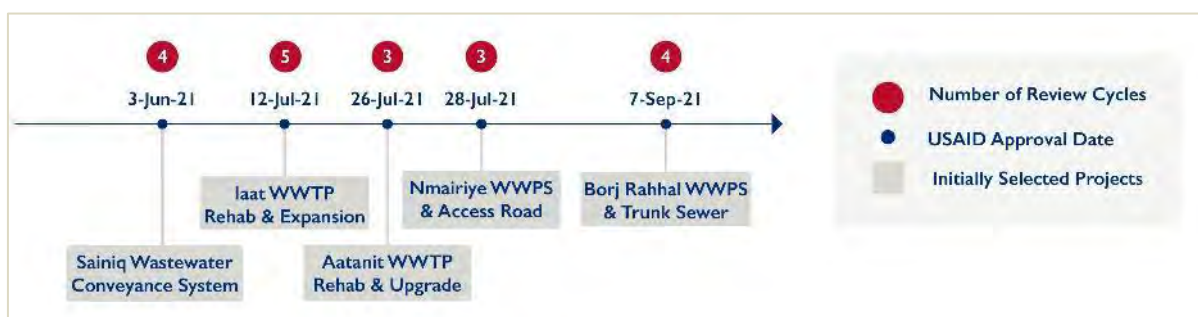 4
5
3
3
4
3-Jun-21
12-Jul-21
26-Jul-21
28-Jul-21
7-Sep-21
Iaat WWTP
Rehab & Expansion
Nmairiye WWPS
& Access Road
Borj Rahhal WWPS
& Trunk Sewer
Sainiq Wastewater
Conveyance System
Aatanit WWTP
Rehab & Upgrade
Number of Review Cycles
USAID Approval Date
Initially Selected Projects